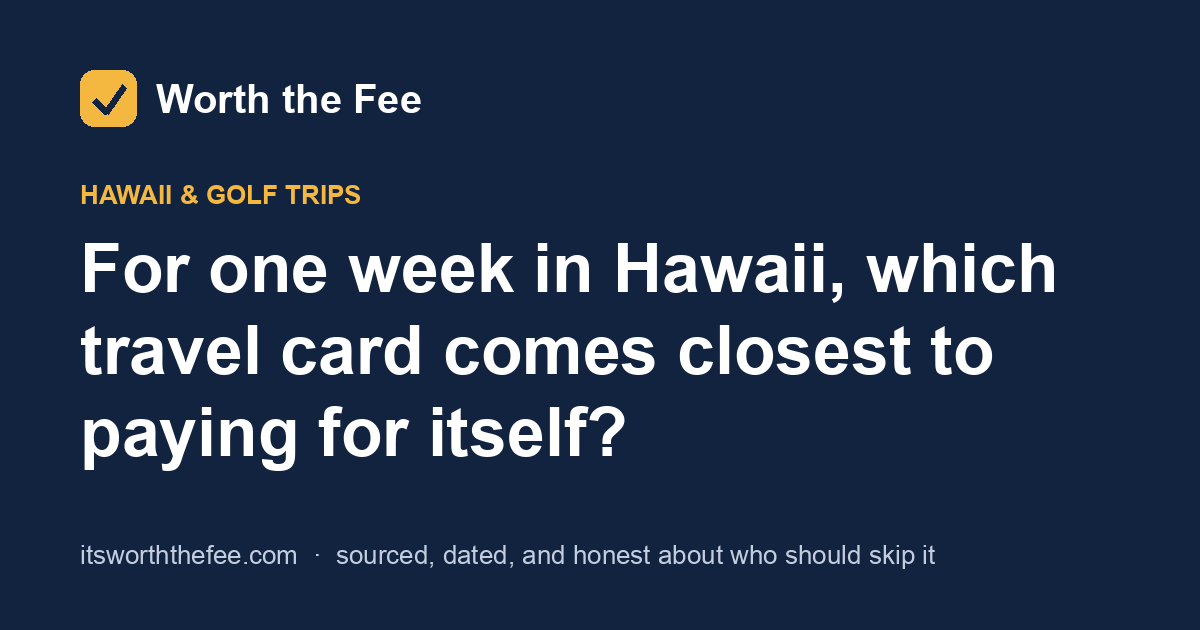 Worth the Fee
HAWAII & GOLF TRIPS
For one week in Hawaii, which
travel card comes closest to
paying for itself?
itsworththefee.com · sourced, dated, and honest about who should skip it